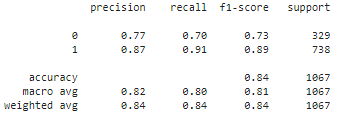 precision recall f1-score support
0 0.77 0.70 0.73 329
1 0.87 0.91 0.89 738
accuracy 0.84 1067
macro avg 0.82 0.80 0.81 1067
weighted avg 0.84 0.84 0.84 1067